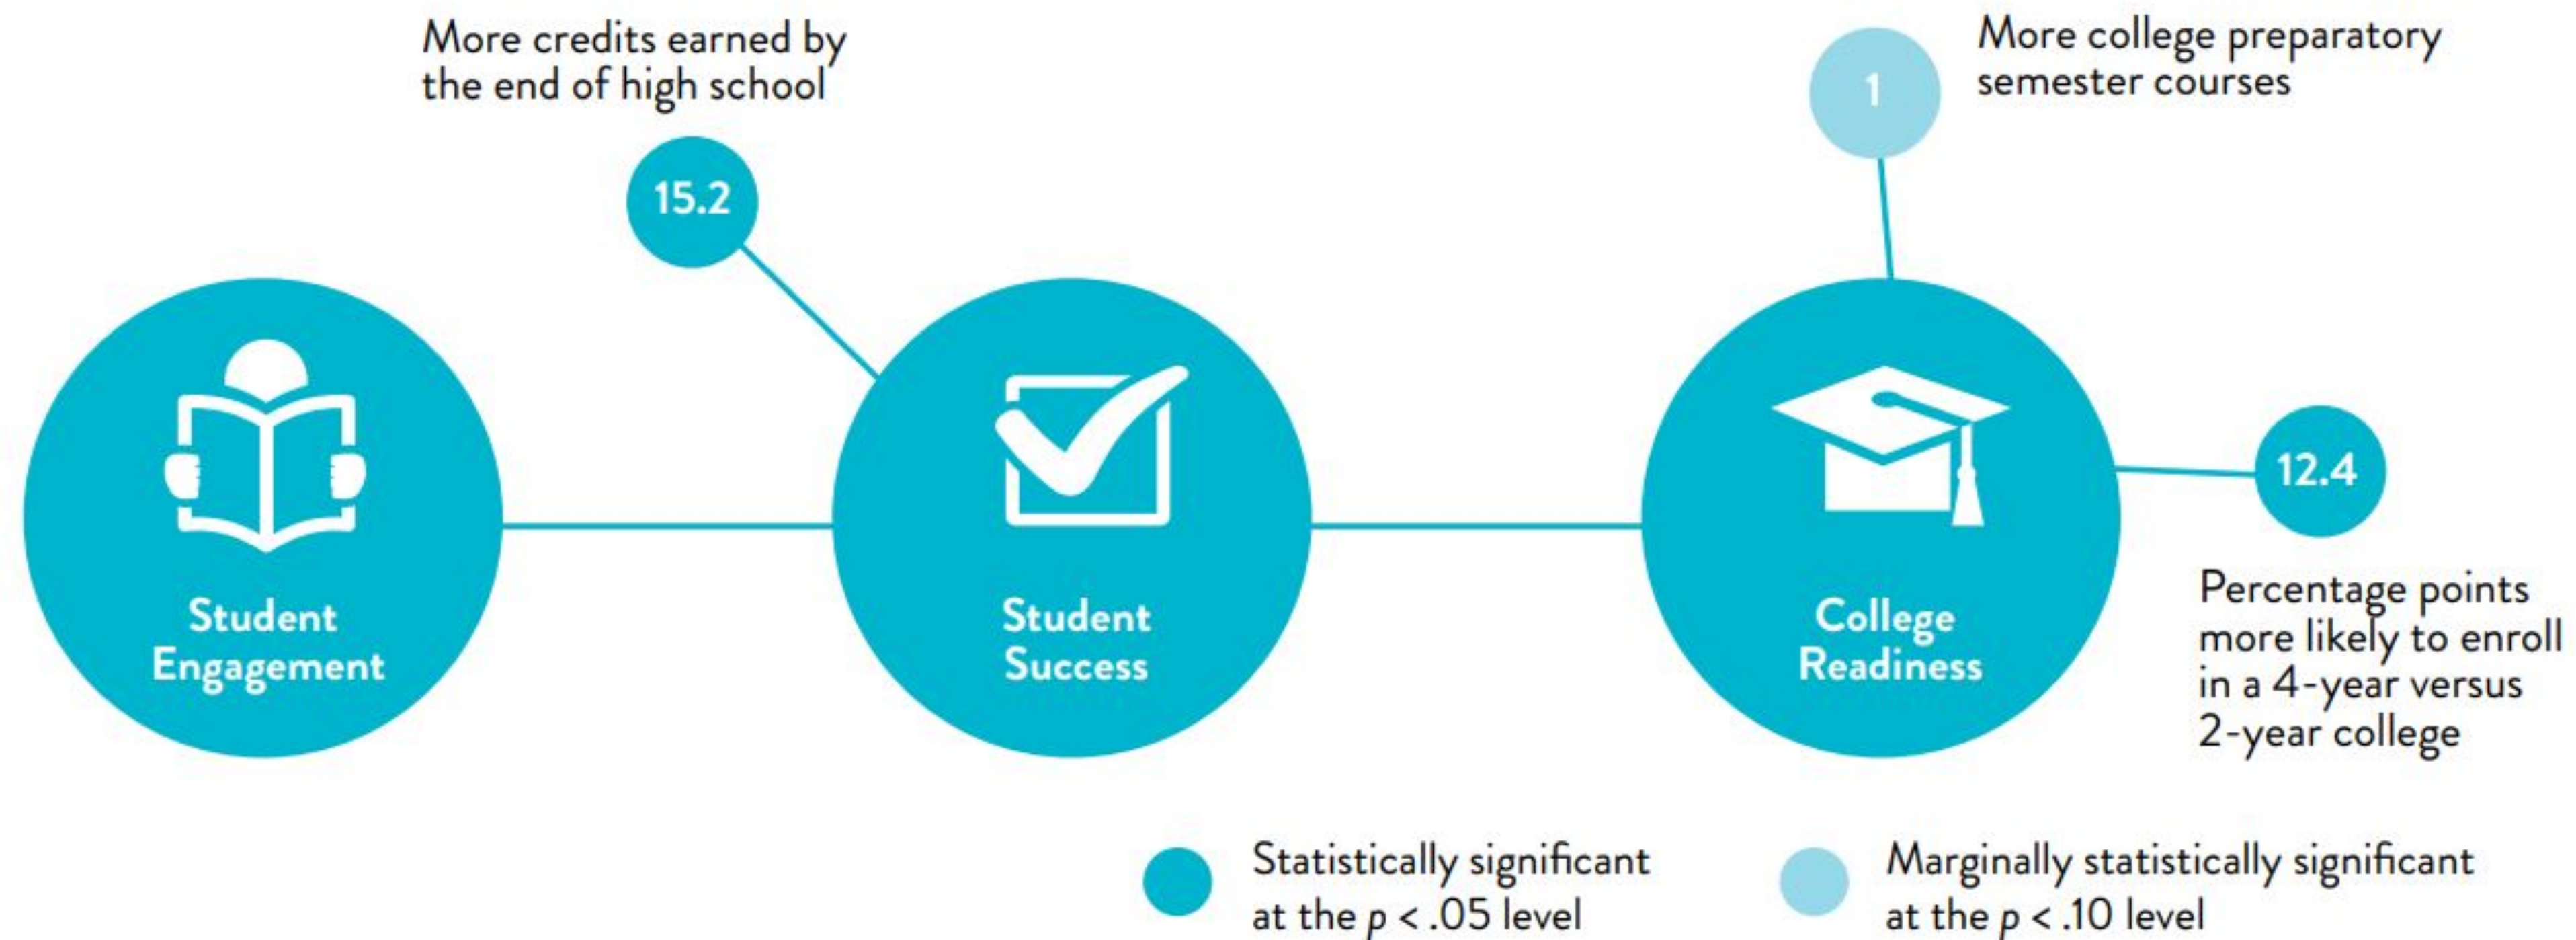 More credits earned by
the end of high school
15.2
1
More college preparatory
semester courses
Student
Engagement
Student
Success
College
Readiness
12.4
Percentage points
more likely to enroll
in a 4-year versus
2-year college
Statistically significant
at the p < .05 level
Marginally statistically significant
at the p < .10 level